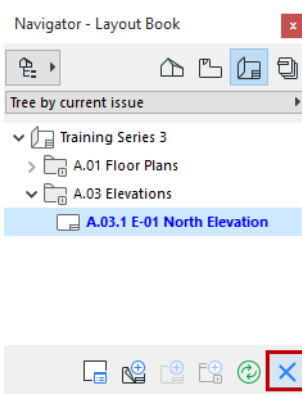 Navigator - Layout Book
Tree by current issue
Training Series 3
A.01 Floor Plans
A.03 Elevations
A.03.1 E-01 North Elevation